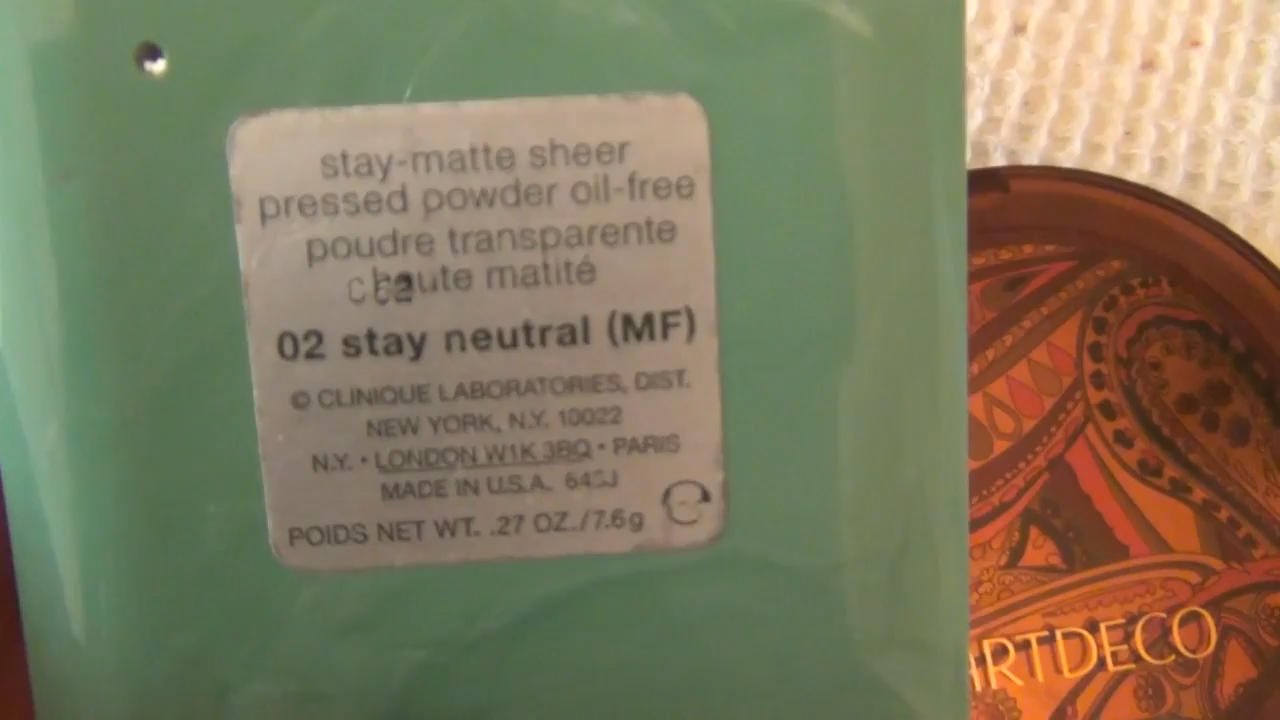 stay-matte sheer
pressed powder oil-free
poudre transparente
haute matité
02 stay neutral (MF)
© CLINIQUE LABORATORIES, DIST.
NEW YORK, N.Y. 10022
N.Y. • LONDON W1K 3BQ • PARIS
MADE IN U.S.A.
POIDS NET WT. .27 OZ./7.6g
ARTDECO